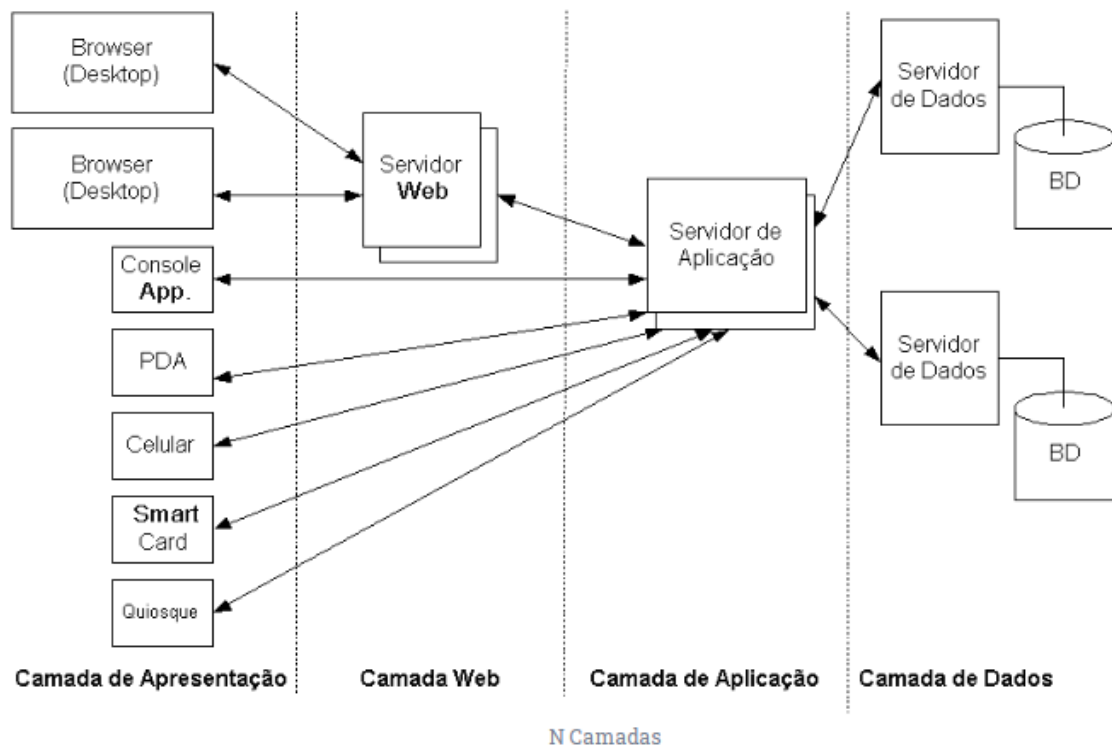 Browser
(Desktop)
Browser
(Desktop)
Console
App.
PDA
Celular
Smart
Card
Quiosque
Servidor
Web
Servidor de
Aplicação
Servidor
de Dados
BD
Servidor
de Dados
BD
Camada de Apresentação
Camada Web
Camada de Aplicação
Camada de Dados
N Camadas